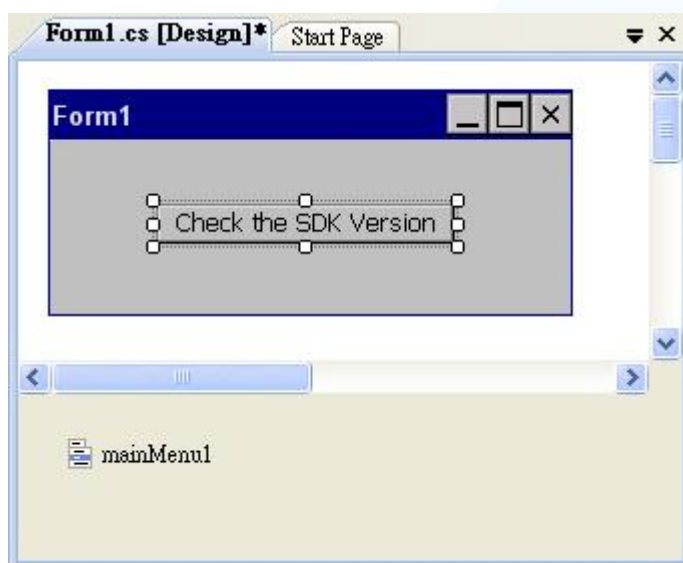 Form1.cs [Design]* Start Page
Form1
Check the SDK Version
mainMenu1